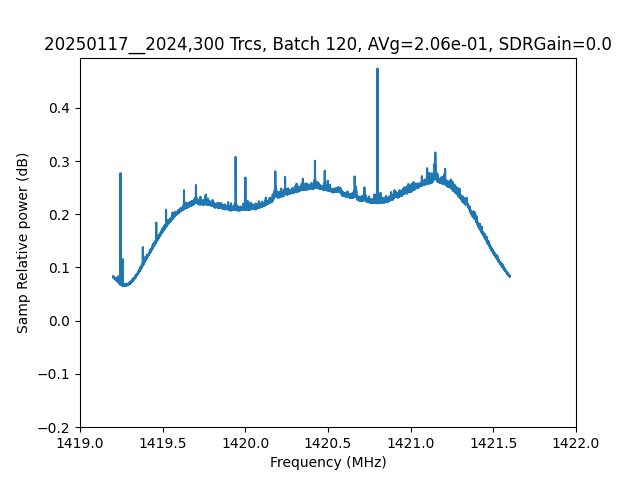 20250117__2024,300 Trcs, Batch 120, AVg=2.06e-01, SDRGain=0.0
Samp Relative power (dB)
0.4
0.3
0.2
0.1
0.0
−0.1
−0.2
1419.0 1419.5 1420.0 1420.5 1421.0 1421.5 1422.0
Frequency (MHz)